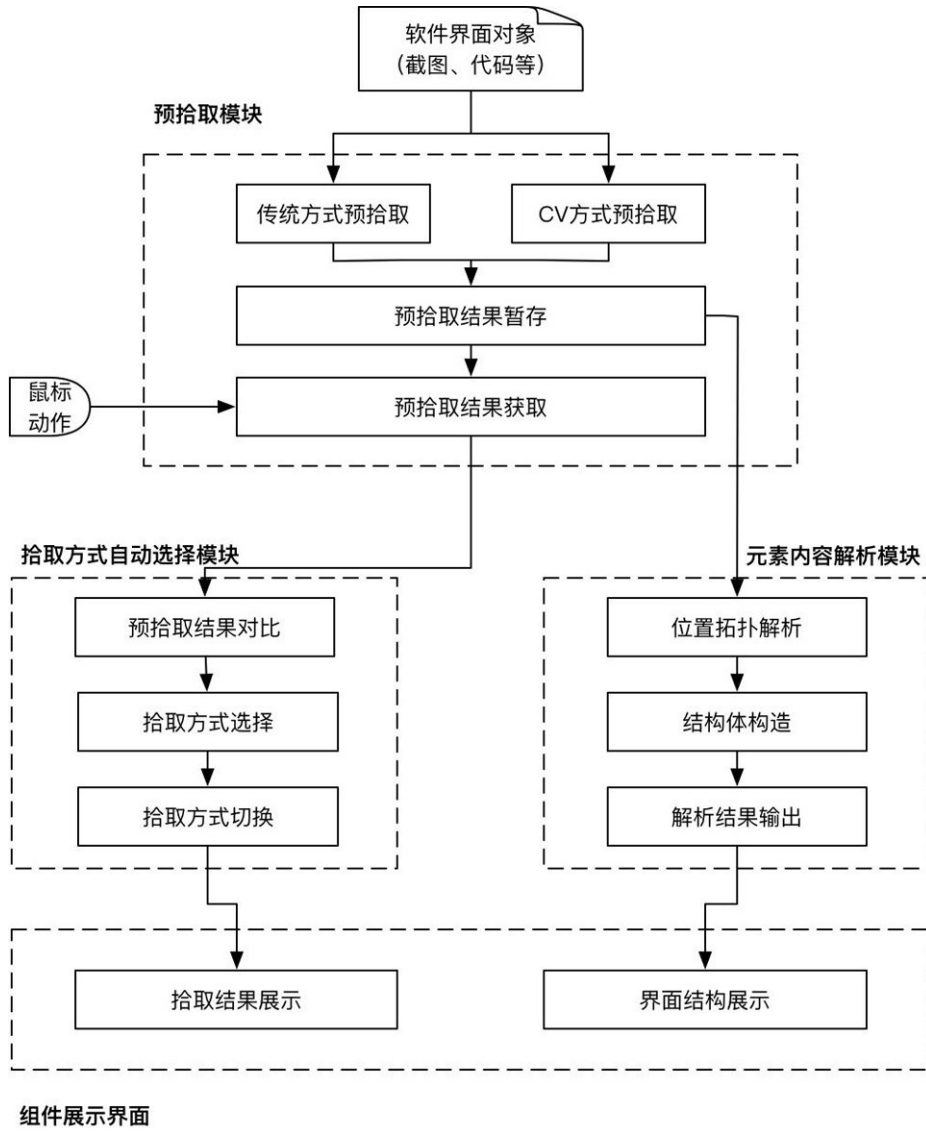 软件界面对象
（截图、代码等）
预拾取模块
传统方式预拾取
CV方式预拾取
预拾取结果暂存
鼠标
动作
预拾取结果获取
拾取方式自动选择模块
元素内容解析模块
预拾取结果对比
位置拓扑解析
拾取方式选择
结构体构造
拾取方式切换
解析结果输出
拾取结果展示
界面结构展示
组件展示界面